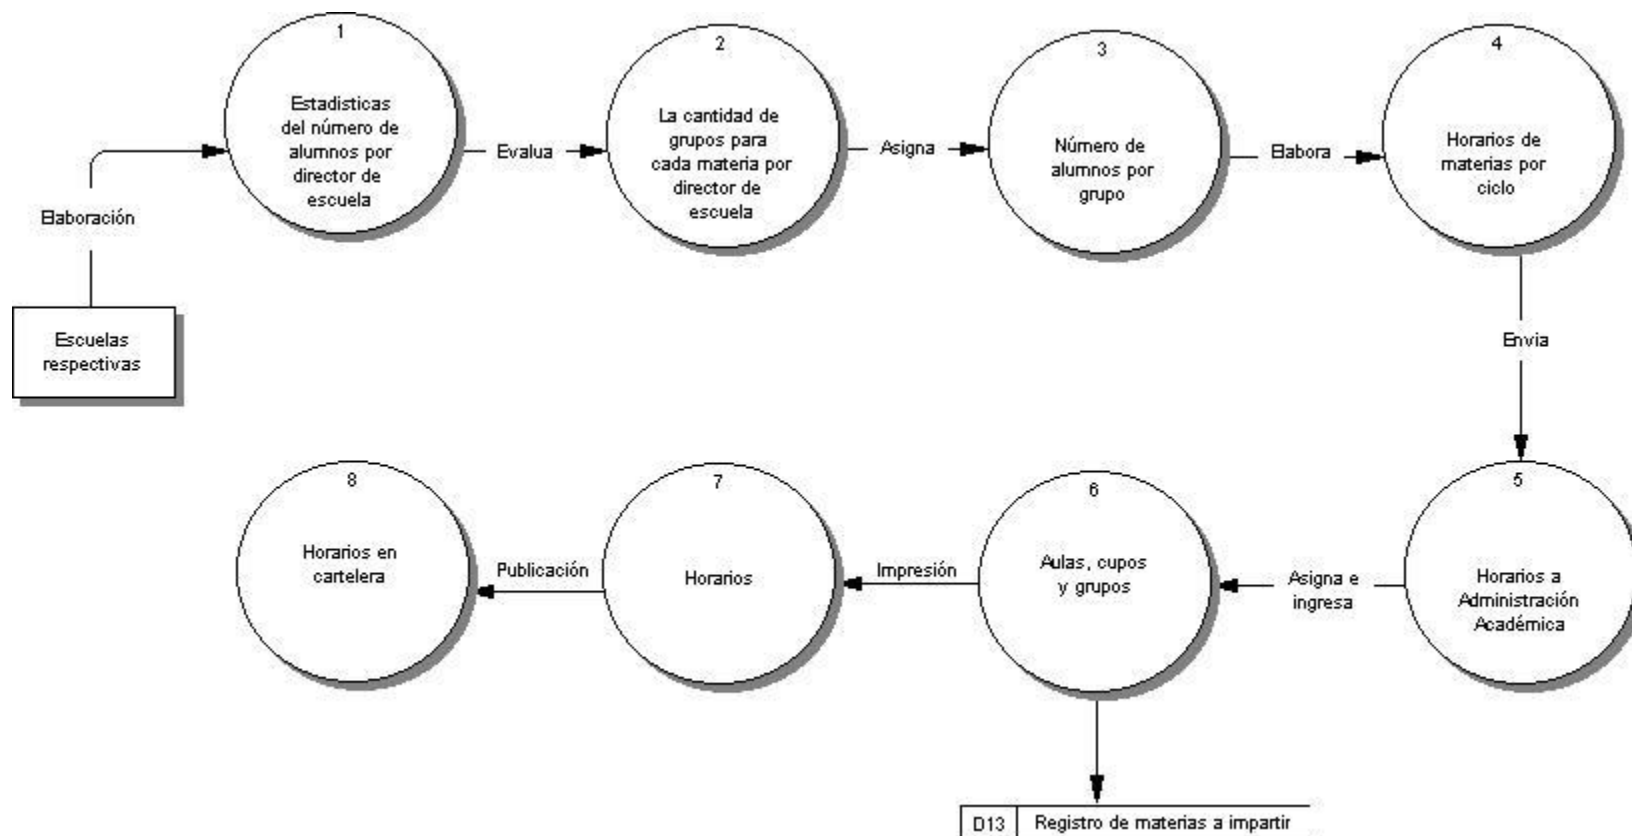 1
Estadisticas
del número de
alumnos por
director de
escuela
Evalua
2
La cantidad de
grupos para
cada materia por
director de
escuela
Asigna
3
Número de
alumnos por
grupo
Elabora
4
Horarios de
materias por
ciclo
Elaboración
Escuelas
respectivas
Envia
5
Horarios a
Administración
Académica
Asigna e
ingresa
6
Aulas, cupos
y grupos
Impresión
7
Horarios
Publicación
8
Horarios en
cartelera
D13 Registro de materias a impartir